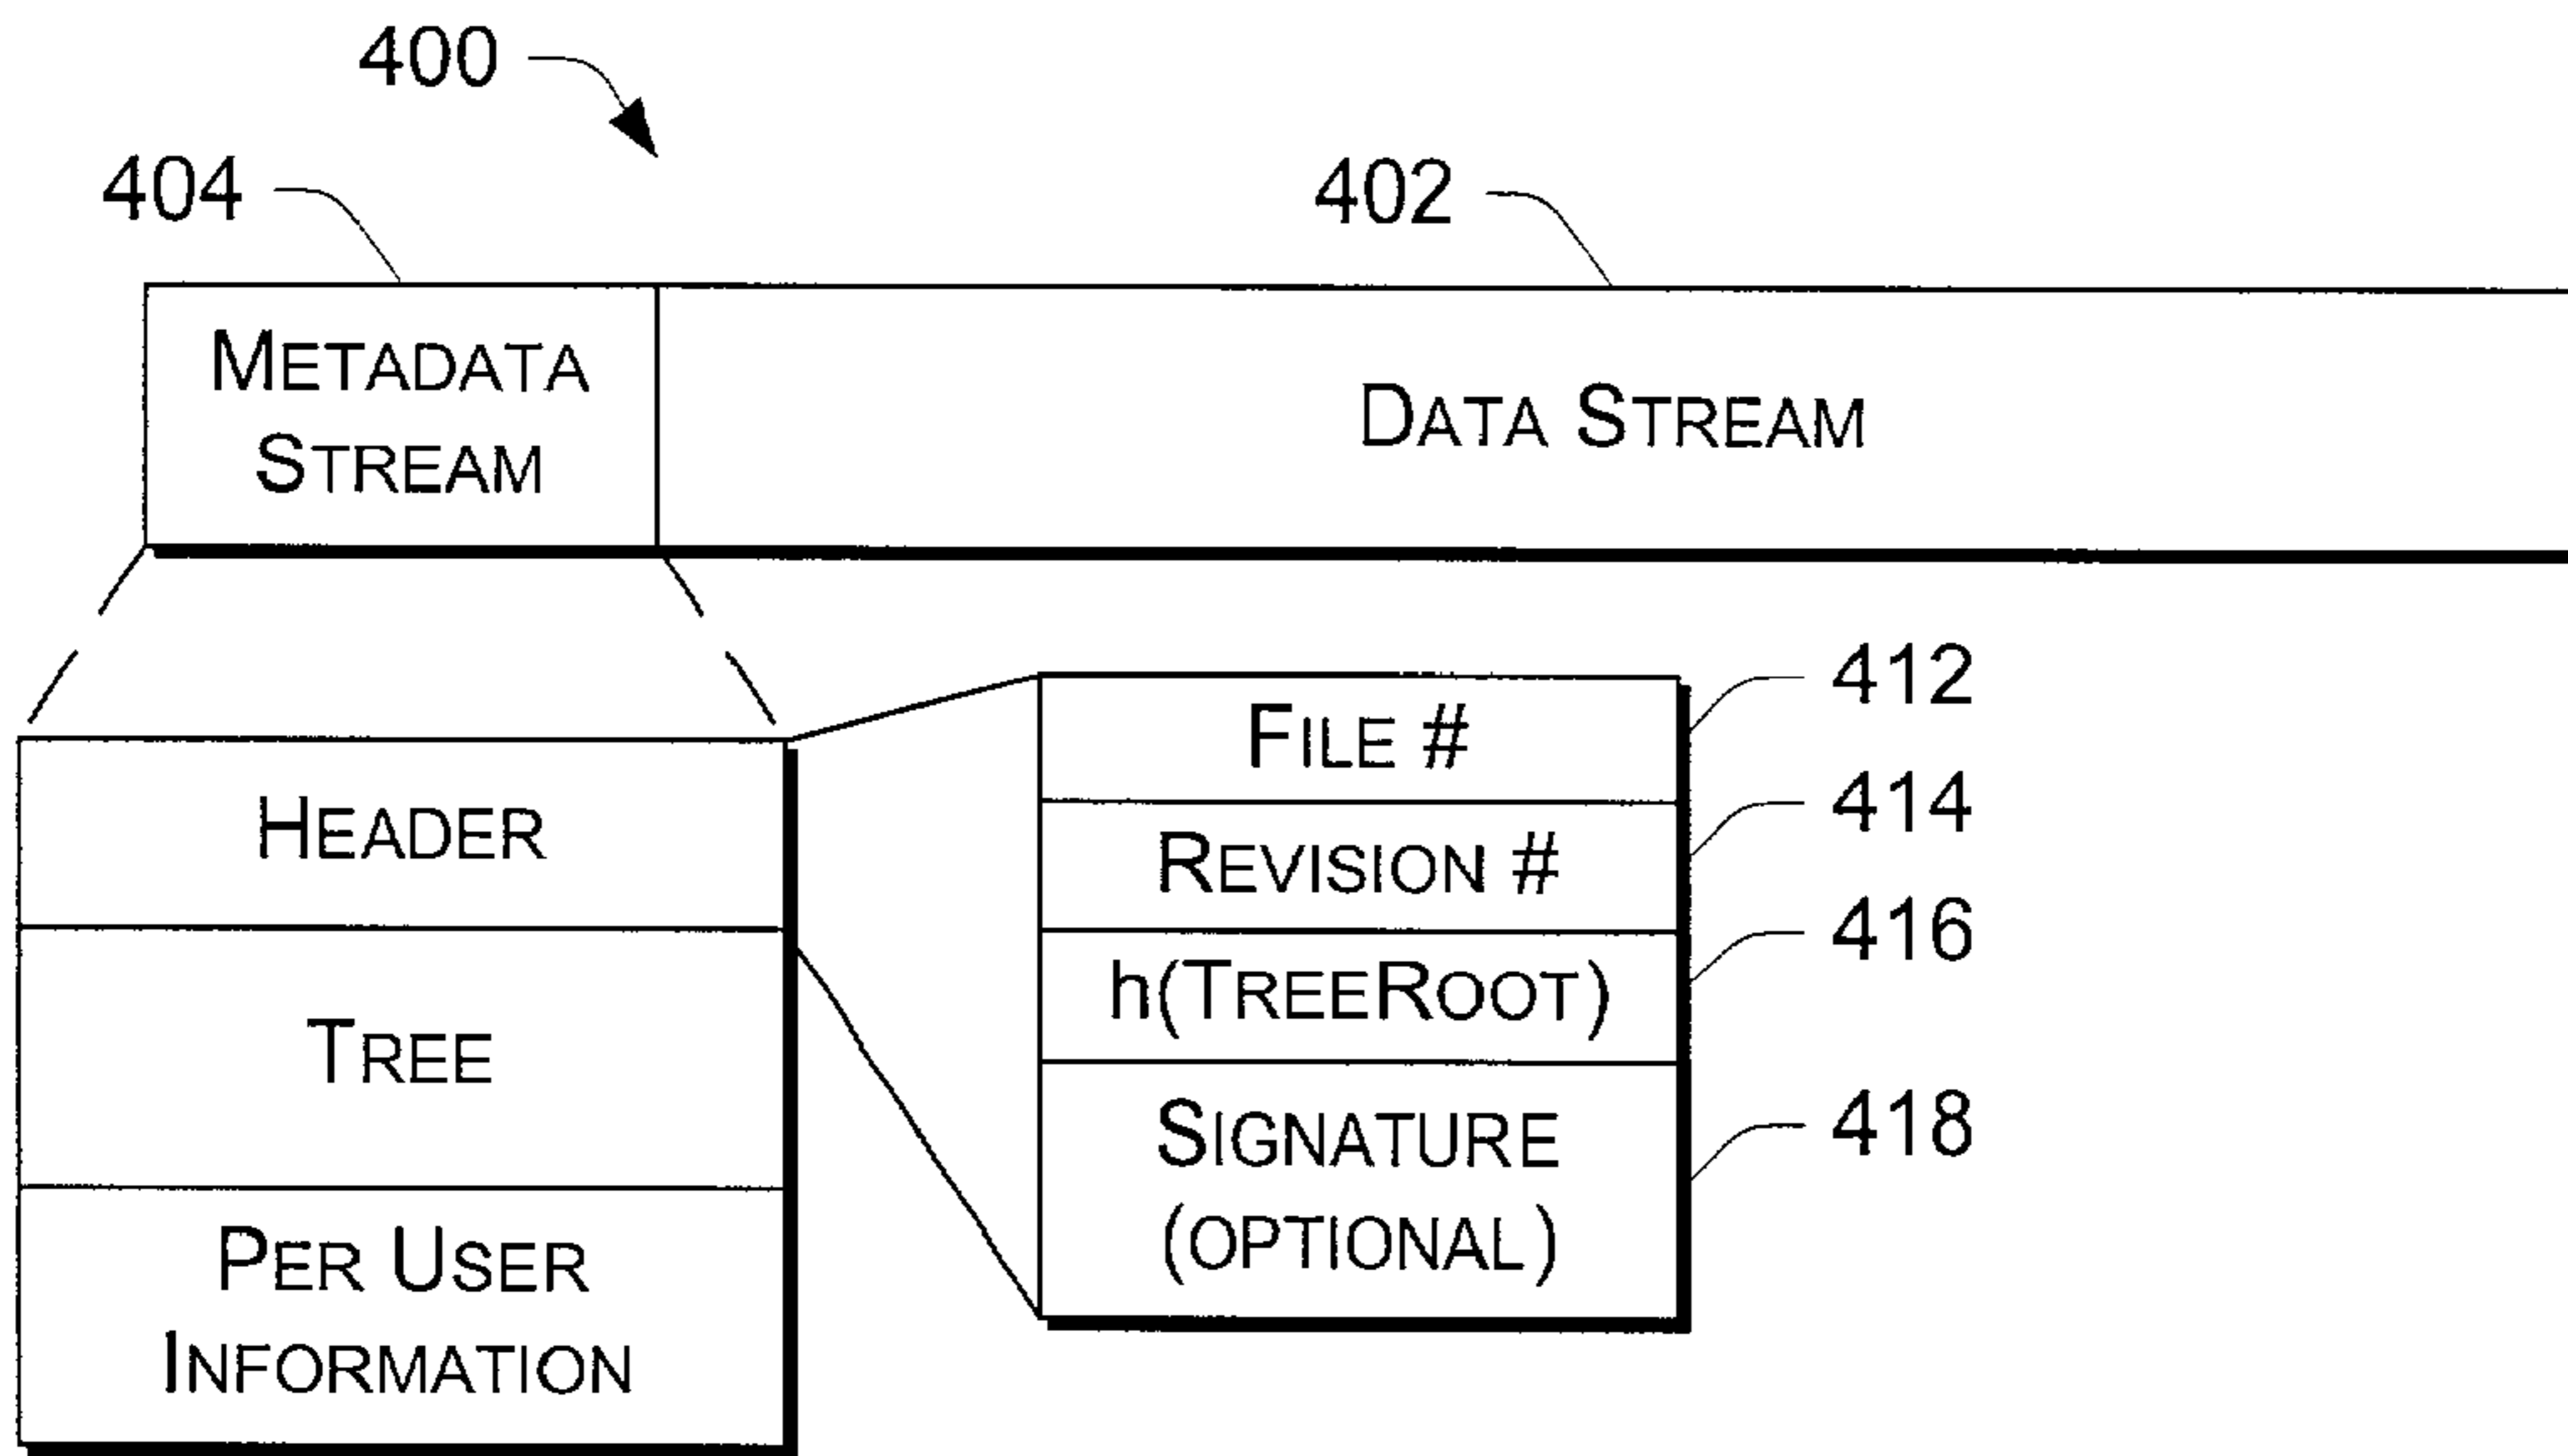 400
404
402
METADATA
STREAM
DATA STREAM
HEADER
TREE
PER USER
INFORMATION
FILE #
412
REVISION #
414
h(TREEROOT)
416
SIGNATURE
(OPTIONAL)
418